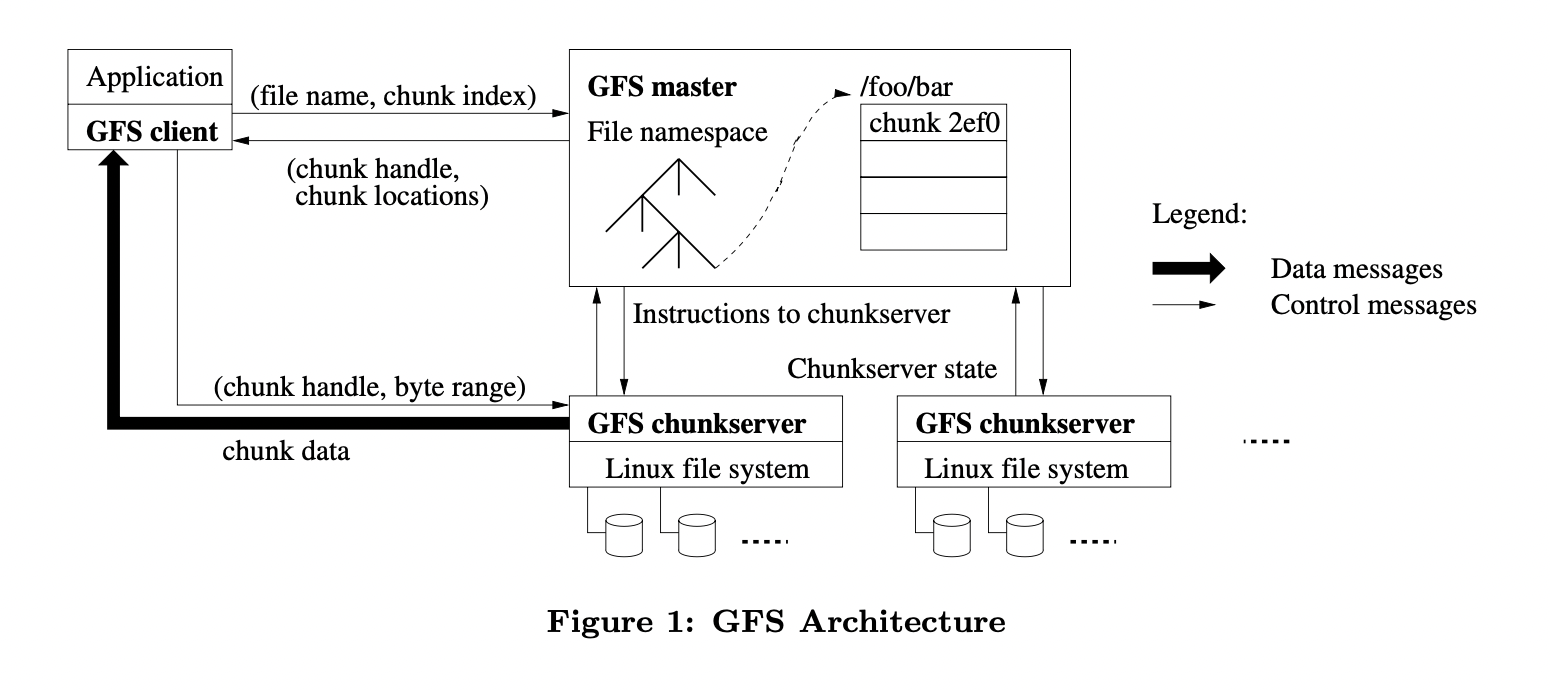 Application
GFS client
(file name, chunk index)
(chunk handle,
chunk locations)
GFS master
File namespace
/foo/bar
chunk 2ef0
Legend:
Data messages
Control messages
Instructions to chunkserver
Chunkserver state
(chunk handle, byte range)
chunk data
GFS chunkserver
Linux file system
GFS chunkserver
Linux file system
Figure 1: GFS Architecture